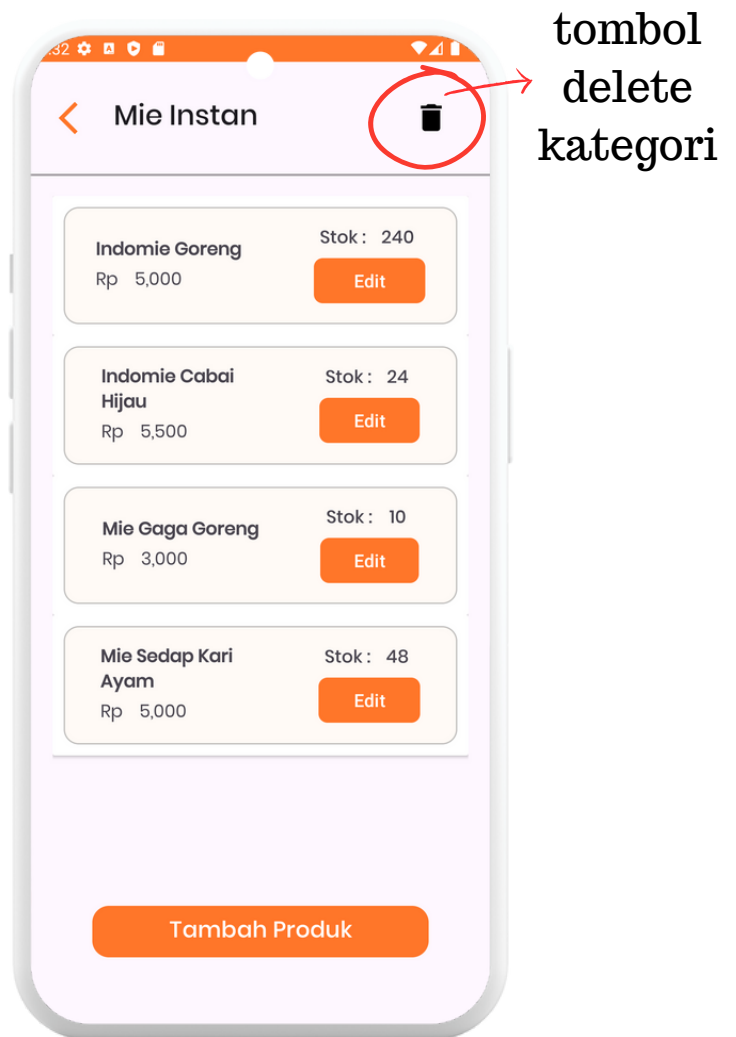 :32
Mie Instan
tombol
delete
kategori
Indomie Goreng
Rp 5,000
Stok : 240
Edit
Indomie Cabai
Hijau
Rp 5,500
Stok : 24
Edit
Mie Gaga Goreng
Rp 3,000
Stok : 10
Edit
Mie Sedap Kari
Ayam
Rp 5,000
Stok : 48
Edit
Tambah Produk